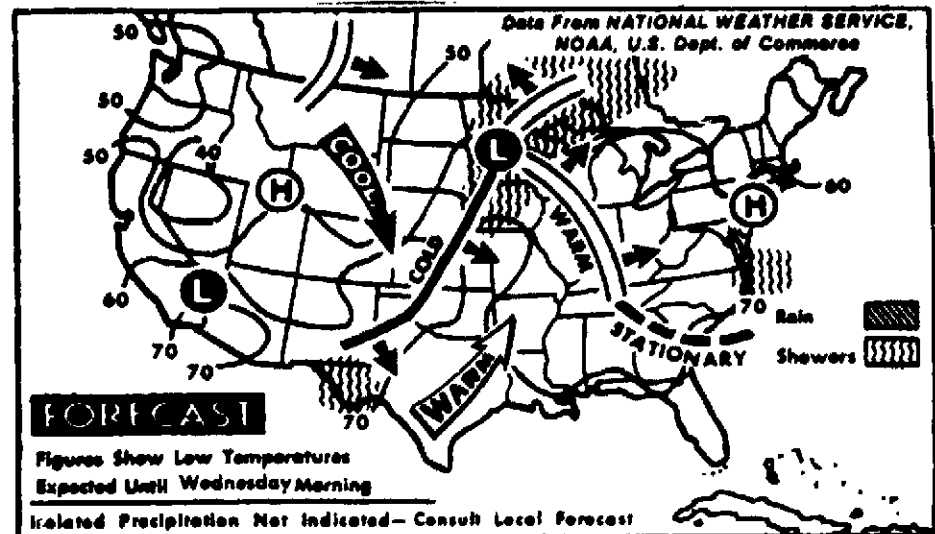 Data From NATIONAL WEATHER SERVICE,
NOAA, U.S. Dept. of Commerce
50
50
50
50
40
COOL
H
L
COLD
WARM
60
H
L
60
70
70
70
70
WARM
STATIONARY
Rain
Showers
FORECAST
Figures Show Low Temperatures
Expected Until Wednesday Morning
Isolated Precipitation Not Indicated— Consult Local Forecast